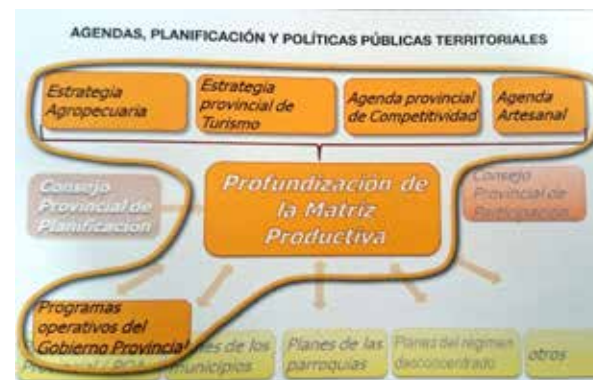 AGENDAS, PLANIFICACIÓN Y POLÍTICAS PÚBLICAS TERRITORIALES
Estrategia
Agropecuaria
Estrategia
provincial de
Turismo
Agenda provincial
de Competitividad
Agenda
Artesanal
Consejo
Provincial de
Planificación
Profundización de
la Matriz
Productiva
Consejo
Provincial de
Participación
Programas
operativos del
Gobierno Provincial
Provincial / POA
de los
municipios
Planes de las
parroquias
Planes del régimen
desconcentrado
otros